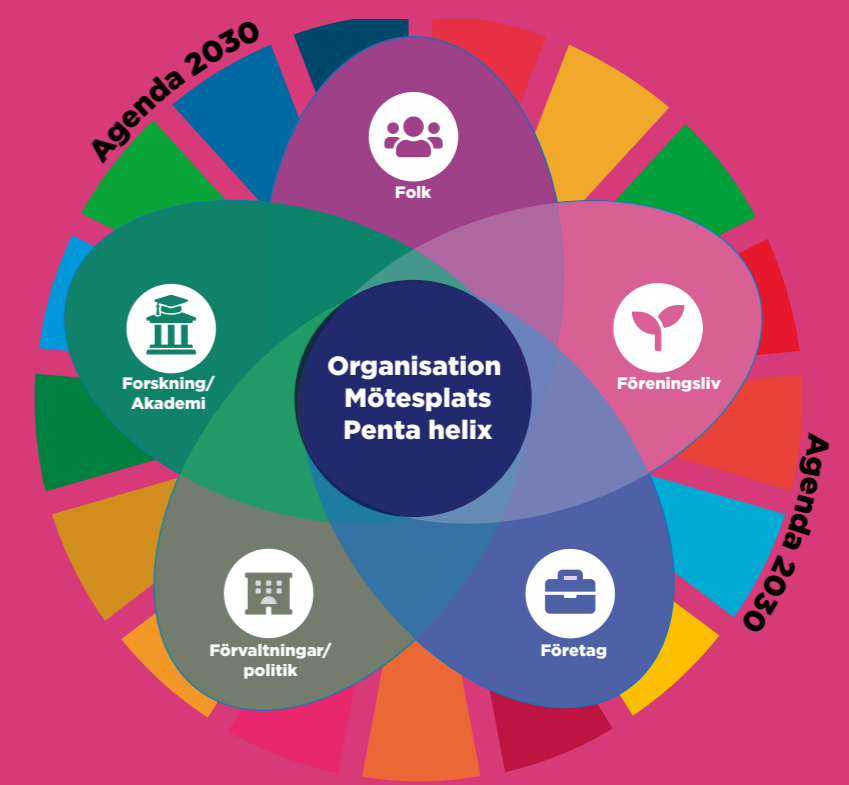 Agenda 2030
Folk
Forskning/
Akademi
Föreningsliv
Organisation
Mötesplats
Penta helix
Agenda 2030
Förvaltningar/
politik
Företag